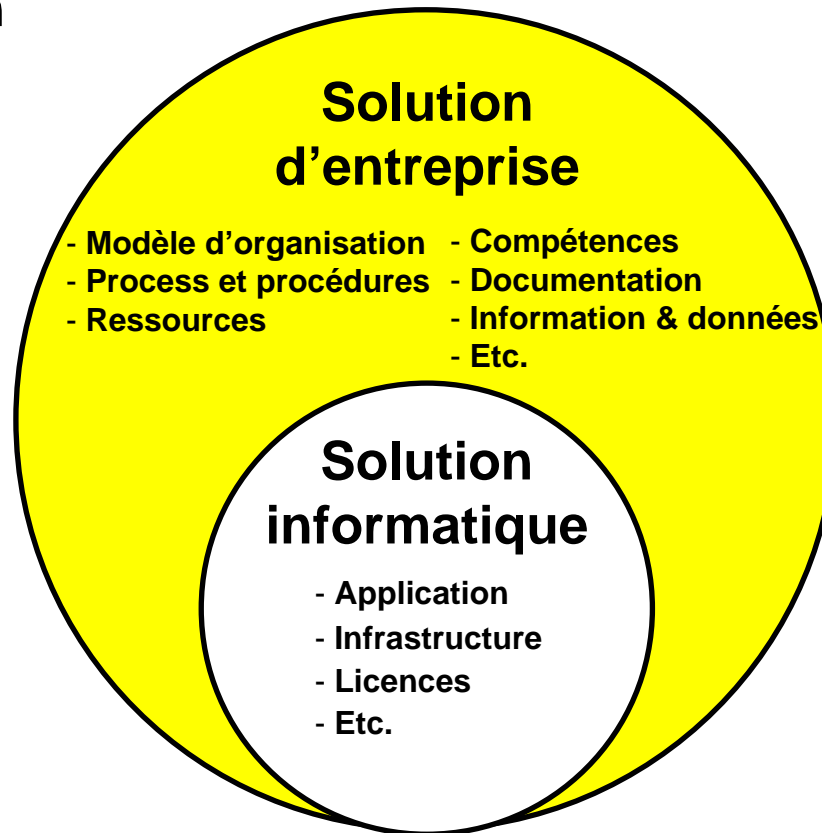 Solution
d’entreprise
- Modèle d’organisation
- Process et procédures
- Ressources
- Compétences
- Documentation
- Information & données
- Etc.
Solution
informatique
- Application
- Infrastructure
- Licences
- Etc.